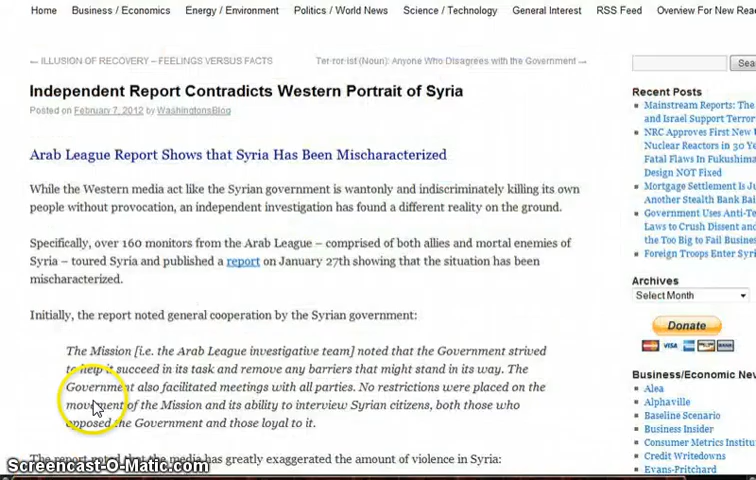 Home Business / Economics Energy / Environment Politics / World News Science / Technology General Interest RSS Feed Overview For New Rea
← ILLUSION OF RECOVERY – FEELINGS VERSUS FACTS Ter·ror·ist (Noun): Anyone Who Disagrees with the Government →
Sea
Independent Report Contradicts Western Portrait of Syria
Posted on February 7, 2012 by WashingtonsBlog
Arab League Report Shows that Syria Has Been Mischaracterized
While the Western media act like the Syrian government is wantonly and indiscriminately killing its own
people without provocation, an independent investigation has found a different reality on the ground.
Specifically, over 160 monitors from the Arab League – comprised of both allies and mortal enemies of
Syria – toured Syria and published a report on January 27th showing that the situation has been
mischaracterized.
Initially, the report noted general cooperation by the Syrian government:
The Mission [i.e. the Arab League investigative team] noted that the Government strived
to help it succeed in its task and remove any barriers that might stand in its way. The
Government also facilitated meetings with all parties. No restrictions were placed on the
movement of the Mission and its ability to interview Syrian citizens, both those who
opposed the Government and those loyal to it.
The report noted that the media has greatly exaggerated the amount of violence in Syria:
Recent Posts
Mainstream Reports: The
and Israel Support Terror
NRC Approves First New
Nuclear Reactors in 30 Ye
Fatal Flaws In Fukushima
Design NOT Fixed
Mortgage Settlement Is Ju
Another Stealth Bank Bai
Government Uses Anti-Te
Laws to Crush Dissent and
the Too Big to Fail Busines
Foreign Troops Enter Syri
Archives
Select Month
Donate
VISA
Business/Economic New
Alea
Alphaville
Baseline Scenario
Business Insider
Consumer Metrics Institut
Credit Writedowns
Evans-Pritchard
Screencast-O-Matic.com